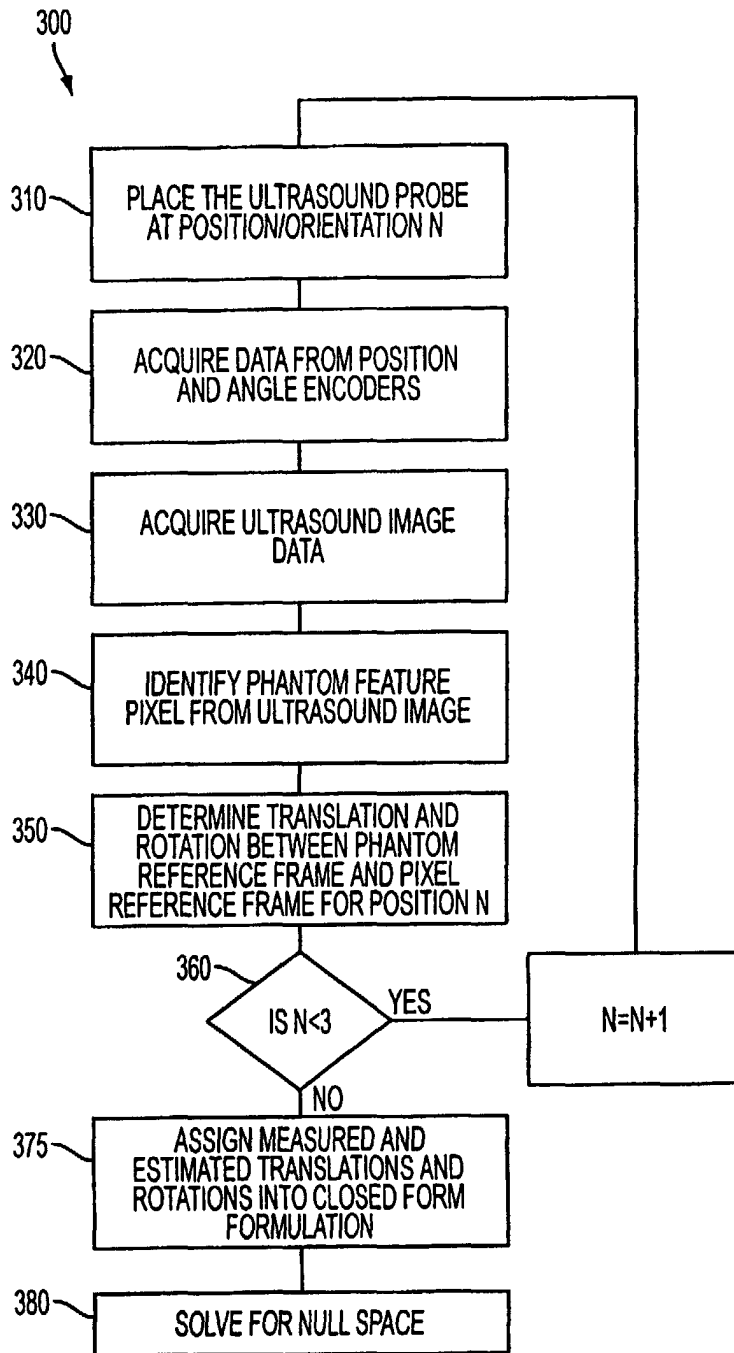 300
310
PLACE THE ULTRASOUND PROBE
AT POSITION/ORIENTATION N
320
ACQUIRE DATA FROM POSITION
AND ANGLE ENCODERS
330
ACQUIRE ULTRASOUND IMAGE
DATA
340
IDENTIFY PHANTOM FEATURE
PIXEL FROM ULTRASOUND IMAGE
350
DETERMINE TRANSLATION AND
ROTATION BETWEEN PHANTOM
REFERENCE FRAME AND PIXEL
REFERENCE FRAME FOR POSITION N
360
IS N<3
YES
N=N+1
NO
375
ASSIGN MEASURED AND
ESTIMATED TRANSLATIONS AND
ROTATIONS INTO CLOSED FORM
FORMULATION
380
SOLVE FOR NULL SPACE